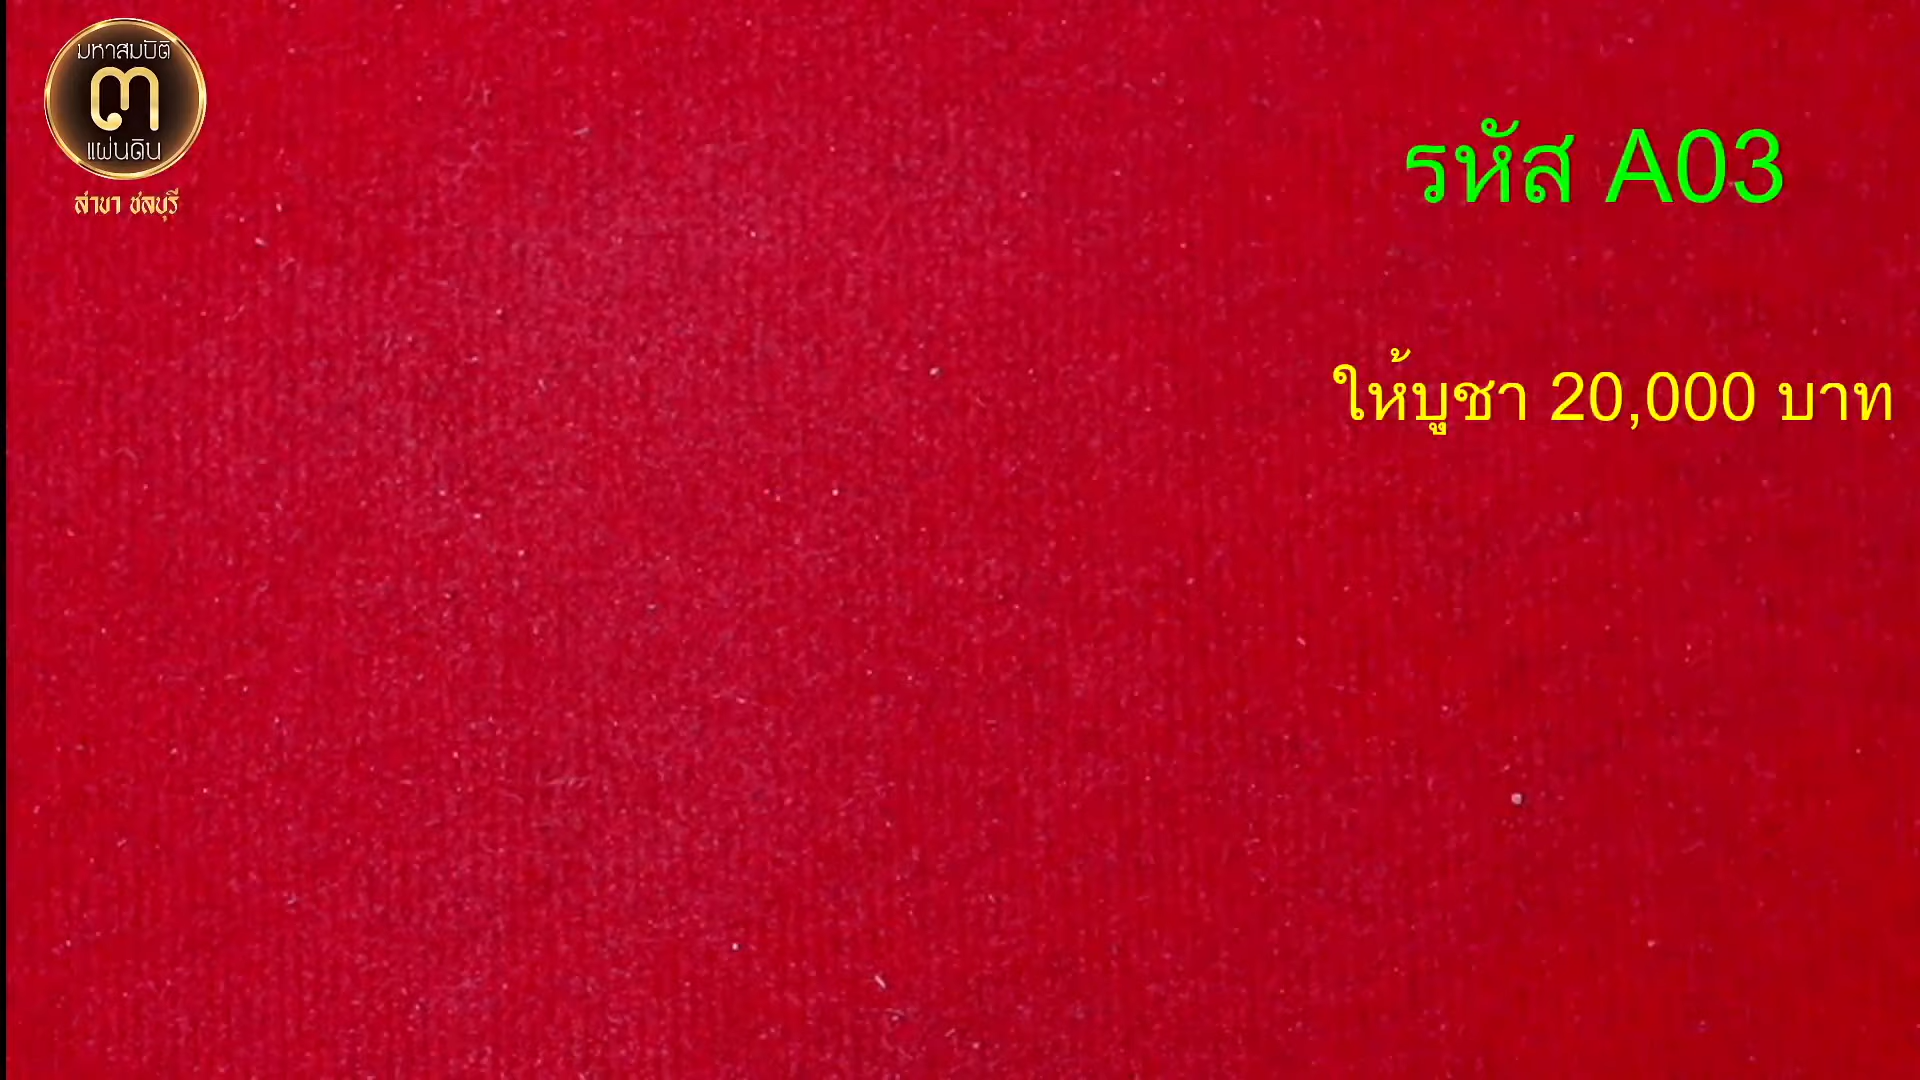 มหาสมบัติ
๓
แผ่นดิน
สาขา ชลบุรี
รหัส A03
ให้บูชา 20,000 บาท